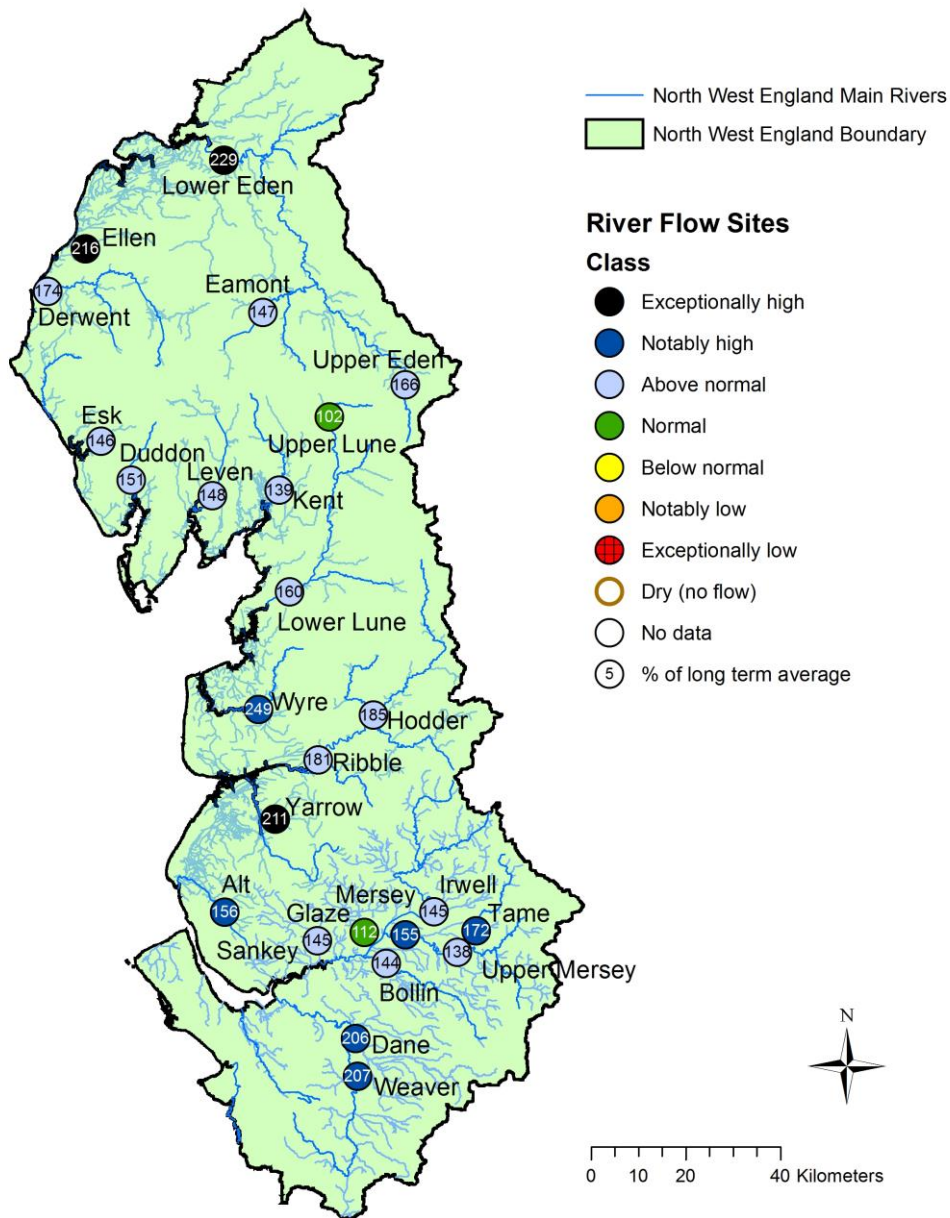 North West England Main Rivers
North West England Boundary
River Flow Sites
Class
Exceptionally high
Notably high
Above normal
Normal
Below normal
Notably low
Exceptionally low
Dry (no flow)
No data
5 % of long term average
229
Lower Eden
216 Ellen
174
Derwent
Eamont
147
Upper Eden
166
102
Upper Lune
Esk
146
Duddon
151
Leven
148
139 Kent
160
Lower Lune
249 Wyre
185 Hodder
181 Ribble
211 Yarrow
Alt
156
Mersey
112
155
Irwell
145
Tame
172
Glaze
Sankey 145
144
Bollin
138
Upper Mersey
206 Dane
207 Weaver
N
0 10 20 40 Kilometers